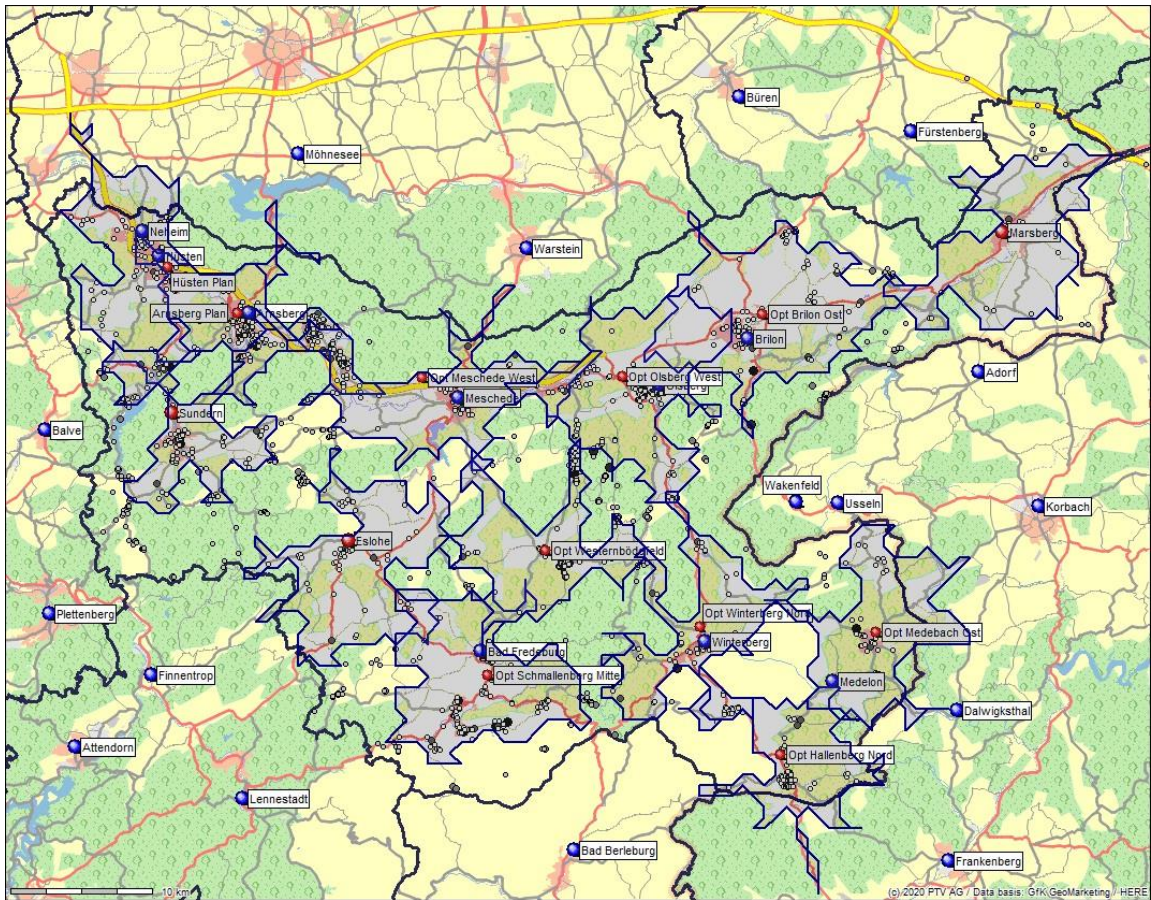 Büren
Fürstenberg
Möhnesee
Neheim
Marsberg
Warstein
Hüsten
Hüsten Plan
Arnsberg Plan
Arnsberg
Opt Brilon Ost
Brilon
Adorf
Opt Meschede West
Opt Olsberg West
Olsberg
Meschede
Sundern
Balve
Wakenfeld
Usseln
Korbach
Eslohe
Opt Westernbödefeld
Plettenberg
Opt Winterberg Nord
Opt Medebach Ost
Winterberg
Bad Fredeburg
Finnentrop
Opt Schmallenberg Mitte
Medelon
Dalwigksthal
Attendorn
Opt Hallenberg Nord
Lennestadt
Bad Berleburg
Frankenberg
10 km
(c) 2020 PTV AG / Data basis: GfK GeoMarketing / HERE